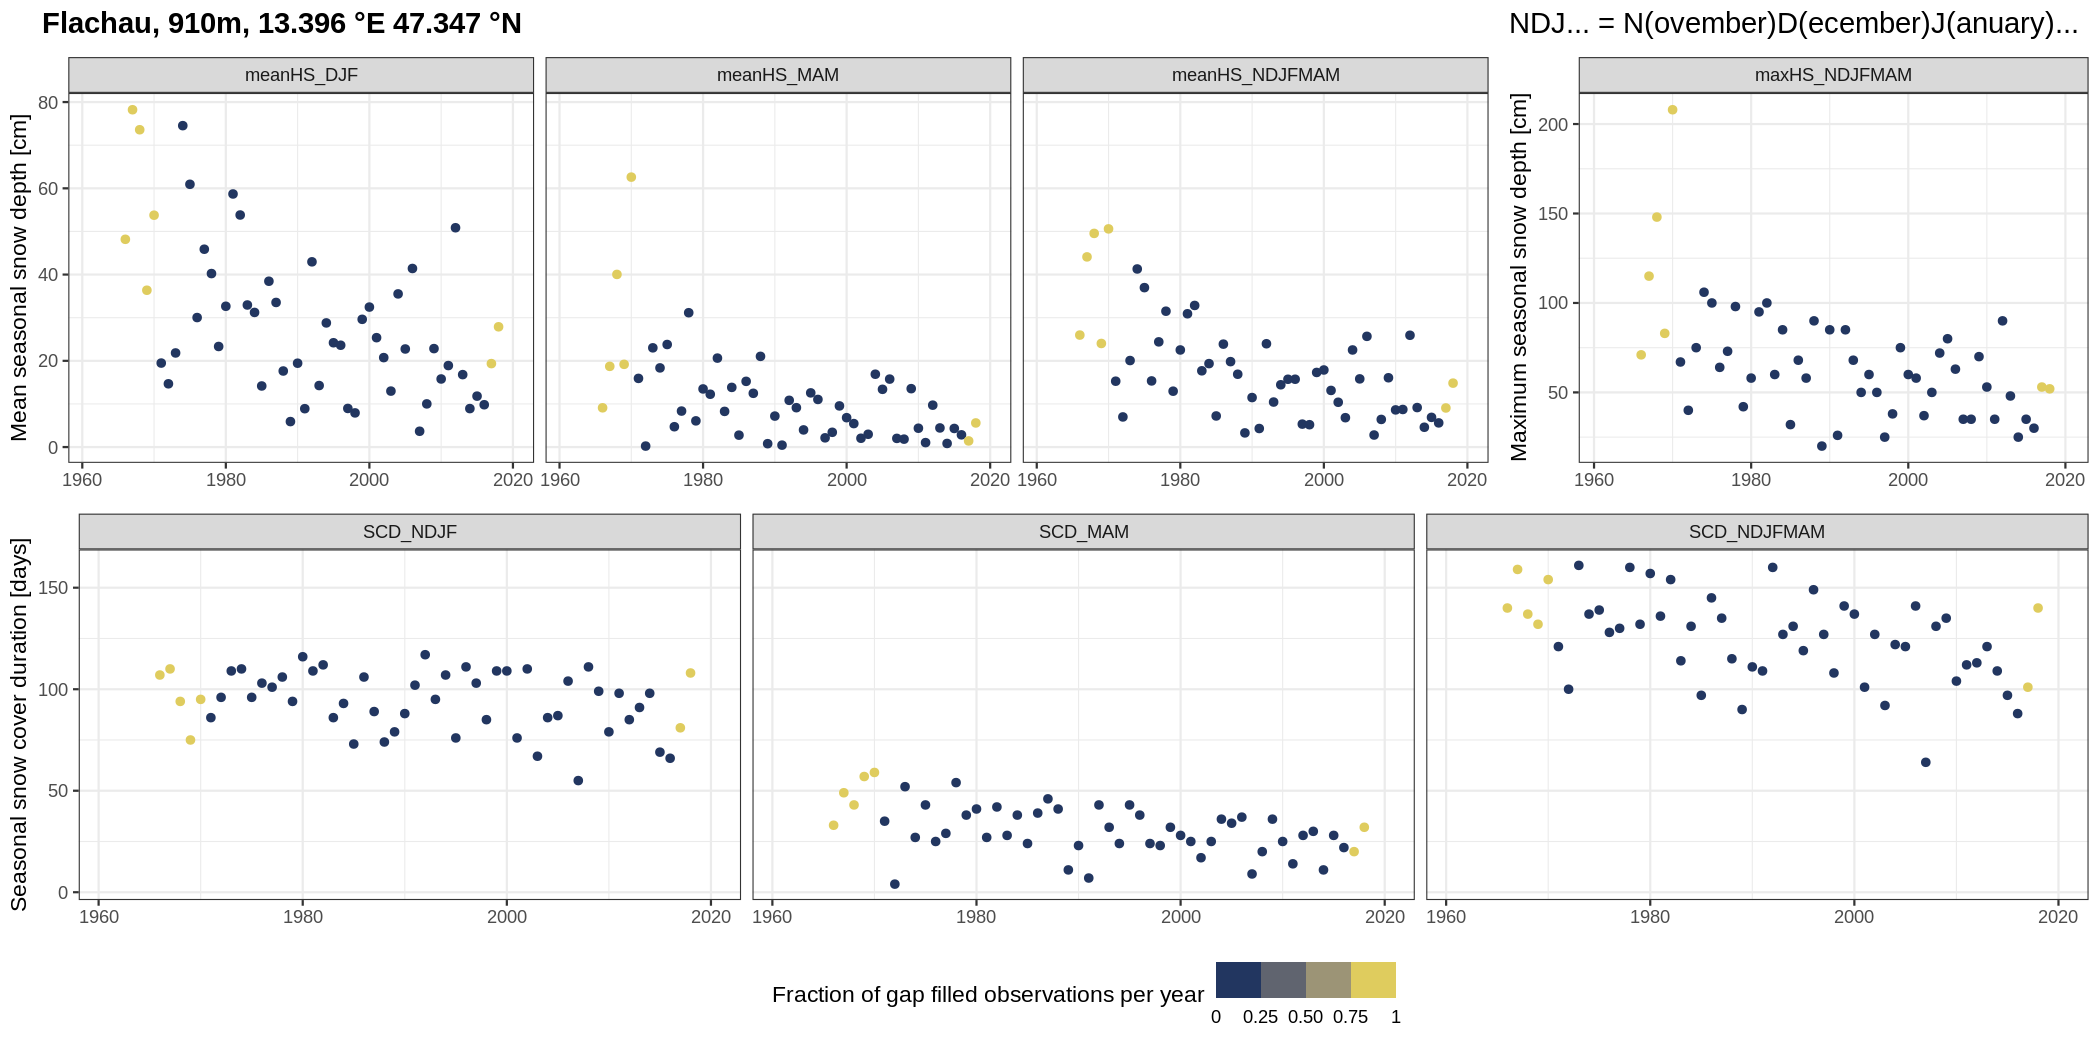 Flachau, 910m, 13.396 °E 47.347 °N
NDJ... = N(ovember)D(ecember)J(anuary)...
meanHS_DJF
meanHS_MAM
meanHS_NDJFMAM
maxHS_NDJFMAM
Mean seasonal snow depth [cm]
80
60
40
20
0
1960 1980 2000 2020
1960 1980 2000 2020
1960 1980 2000 2020
Maximum seasonal snow depth [cm]
200
150
100
50
1960 1980 2000 2020
SCD_NDJF
SCD_MAM
SCD_NDJFMAM
Seasonal snow cover duration [days]
150
100
50
0
1960 1980 2000 2020
1960 1980 2000 2020
1960 1980 2000 2020
Fraction of gap filled observations per year
0 0.25 0.50 0.75 1